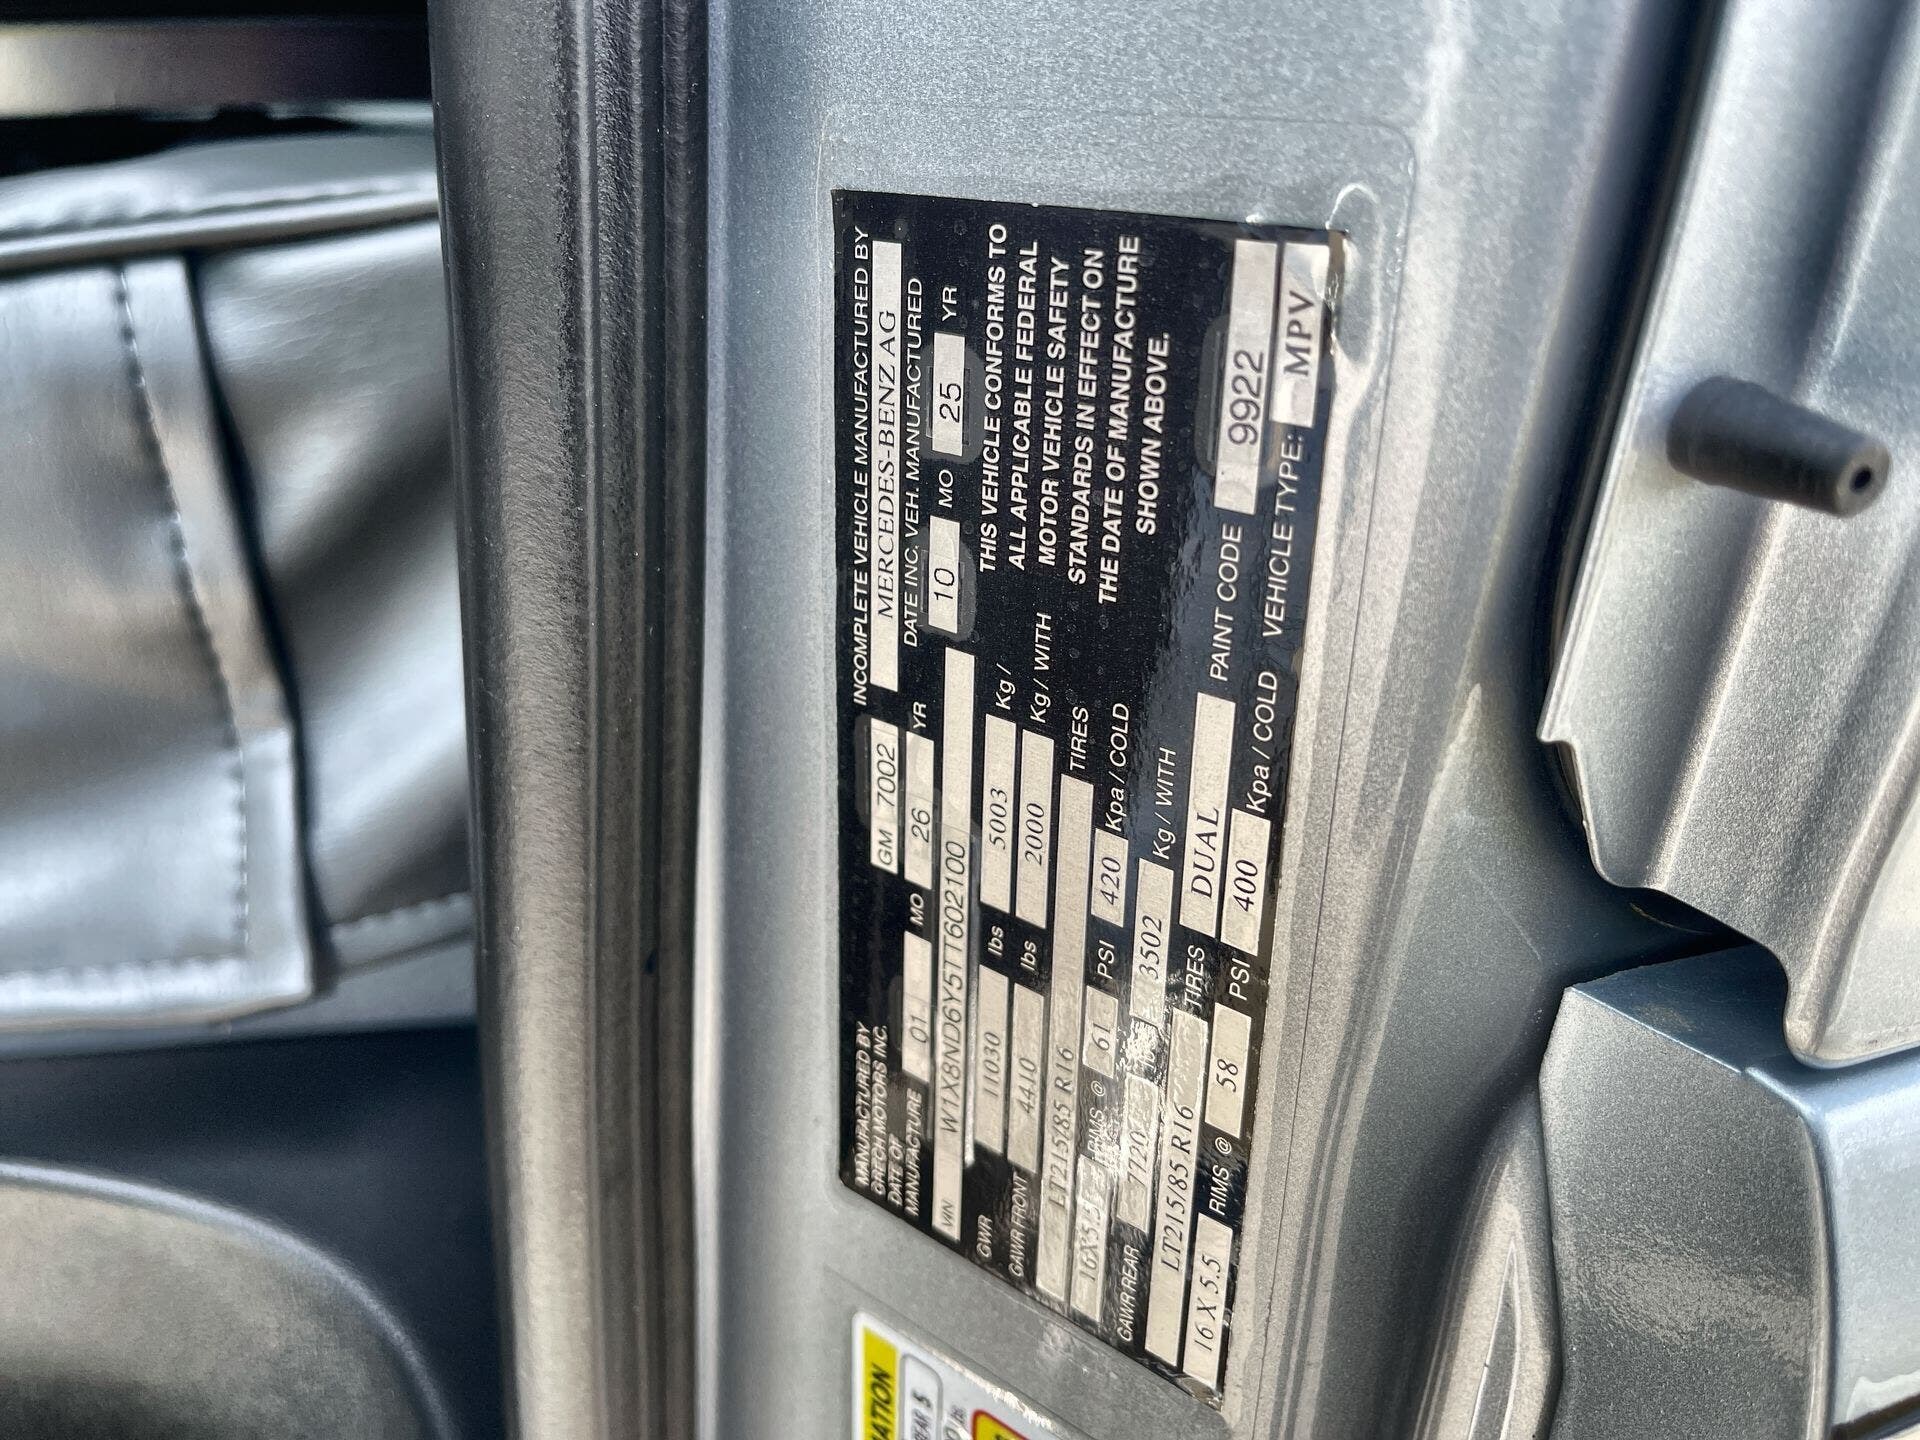 MANUFACTURED BY
GRECH MOTORS INC.
GM 7002
INCOMPLETE VEHICLE MANUFACTURED BY
MERCEDES-BENZ AG
DATE OF
MANUFACTURE 01 MO 26 YR
DATE INC. VEH. MANUFACTURED
10 MO 25 YR
VIN W1X8ND6Y5TT602100
GWR 11030 lbs 5003 Kg /
GAWR FRONT 4410 lbs 2000 Kg / WITH
LT215/85 R16 TIRES
16X5.5 RIMS @ 61 PSI 420 Kpa / COLD
GAWR REAR 7720 3502 Kg / WITH
LT215/85 R16 TIRES DUAL
16 X 5.5 RIMS @ 58 PSI 400 Kpa / COLD
THIS VEHICLE CONFORMS TO
ALL APPLICABLE FEDERAL
MOTOR VEHICLE SAFETY
STANDARDS IN EFFECT ON
THE DATE OF MANUFACTURE
SHOWN ABOVE.
PAINT CODE 9922
VEHICLE TYPE: MPV